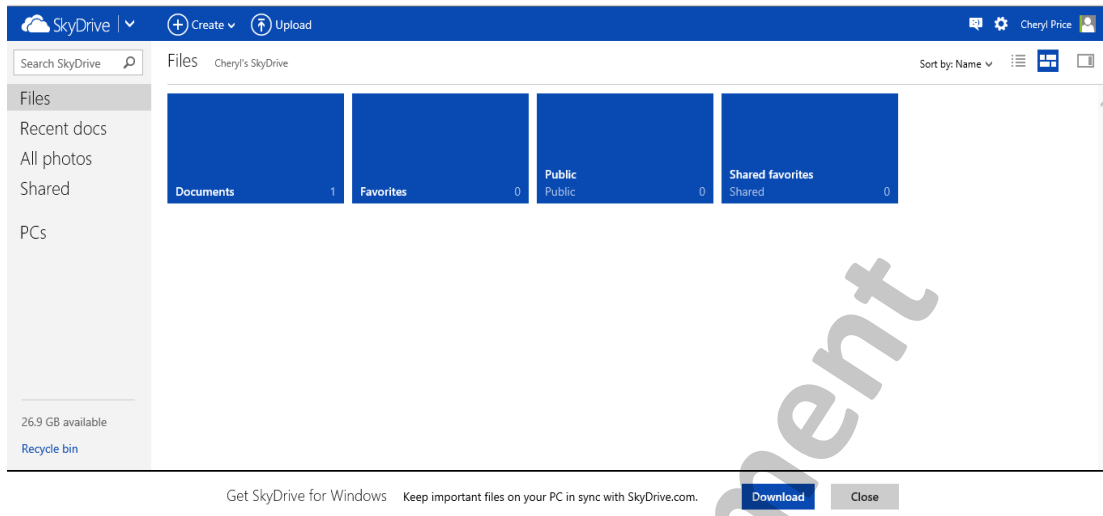 SkyDrive Create Upload Cheryl Price
Search SkyDrive
Files Cheryl's SkyDrive Sort by: Name
Files
Recent docs
All photos
Shared
PCs
Documents 1
Favorites 0
Public
Public 0
Shared favorites
Shared 0
26.9 GB available
Recycle bin
Get SkyDrive for Windows Keep important files on your PC in sync with SkyDrive.com. Download Close
ment